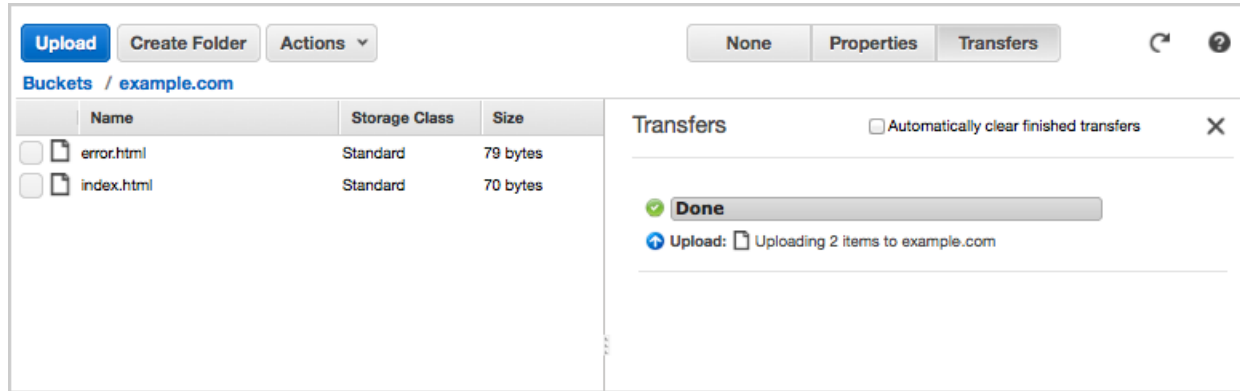 Upload Create Folder Actions None Properties Transfers
Buckets / example.com
Name Storage Class Size
error.html Standard 79 bytes
index.html Standard 70 bytes
Transfers Automatically clear finished transfers
Done
Upload: Uploading 2 items to example.com